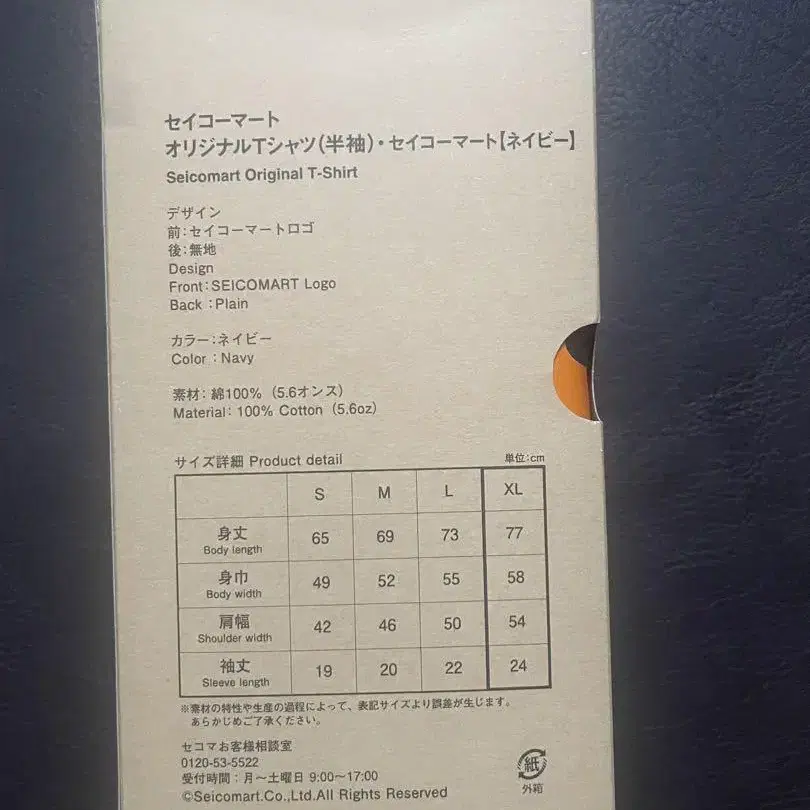 セイコーマート
オリジナルTシャツ(半袖)・セイコーマート【ネイビー】
Seicomart Original T-Shirt
デザイン
前:セイコーマートロゴ
後:無地
Design
Front:SEICOMART Logo
Back :Plain
カラー:ネイビー
Color :Navy
素材: 綿100% (5.6オンス)
Material: 100% Cotton (5.6oz)
サイズ詳細 Product detail 単位:cm
S M L XL
身丈 65 69 73 77
Body length
身巾 49 52 55 58
Body width
肩幅 42 46 50 54
Shoulder width
袖丈 19 20 22 24
Sleeve length
※素材の特性や生産の過程によって、表記サイズより誤差が生じます。
あらかじめご了承ください。
セコマお客様相談室
0120-53-5522
受付時間:月〜土曜日 9:00〜17:00
©Seicomart.Co.,Ltd.All Rights Reserved
紙
外箱